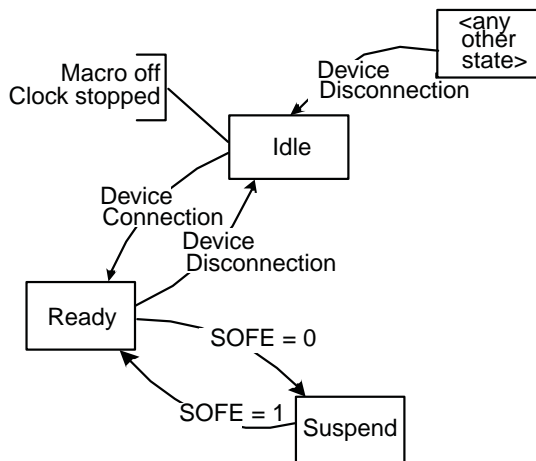 <any
other
state>
Macro off
Clock stopped
Device
Disconnection
Idle
Device
Connection
Device
Disconnection
Ready
SOFE = 0
SOFE = 1
Suspend